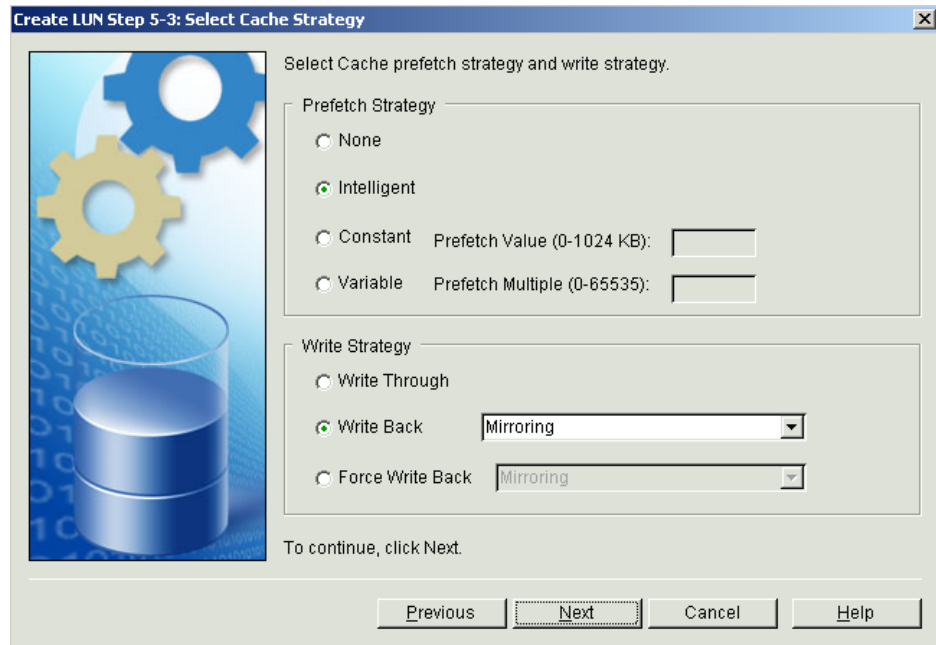 Create LUN Step 5-3: Select Cache Strategy
Select Cache prefetch strategy and write strategy.
Prefetch Strategy
None
Intelligent
Constant Prefetch Value (0-1024 KB):
Variable Prefetch Multiple (0-65535):
Write Strategy
Write Through
Write Back Mirroring
Force Write Back Mirroring
To continue, click Next.
Previous Next Cancel Help